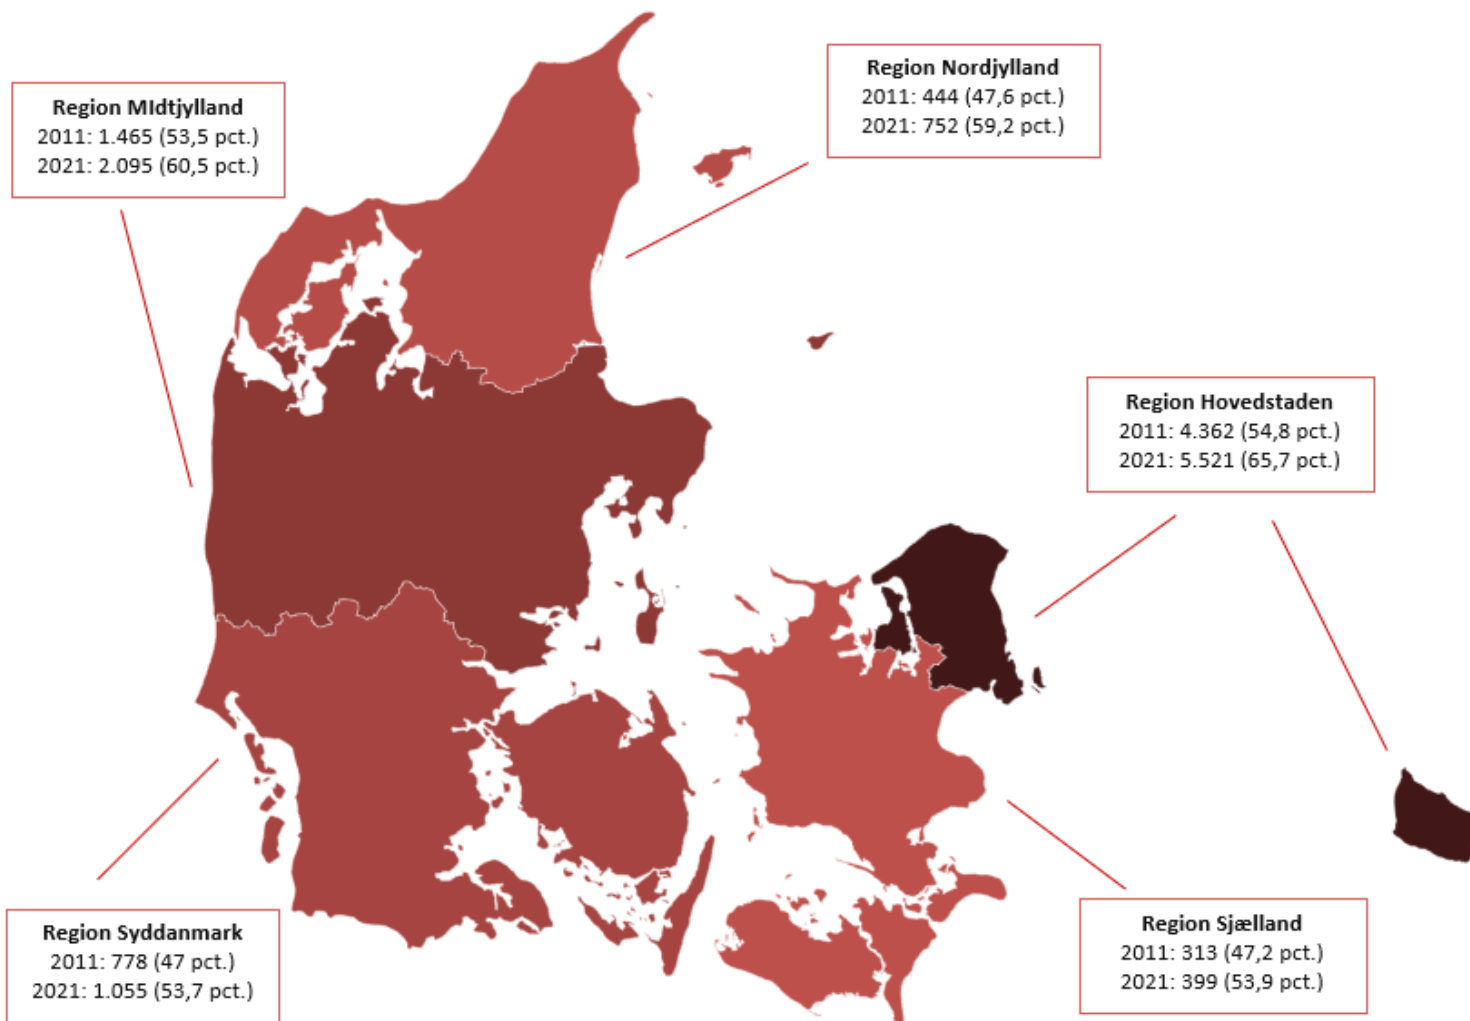 Region MIdtjylland
2011: 1.465 (53,5 pct.)
2021: 2.095 (60,5 pct.)
Region Nordjylland
2011: 444 (47,6 pct.)
2021: 752 (59,2 pct.)
Region Hovedstaden
2011: 4.362 (54,8 pct.)
2021: 5.521 (65,7 pct.)
Region Syddanmark
2011: 778 (47 pct.)
2021: 1.055 (53,7 pct.)
Region Sjælland
2011: 313 (47,2 pct.)
2021: 399 (53,9 pct.)